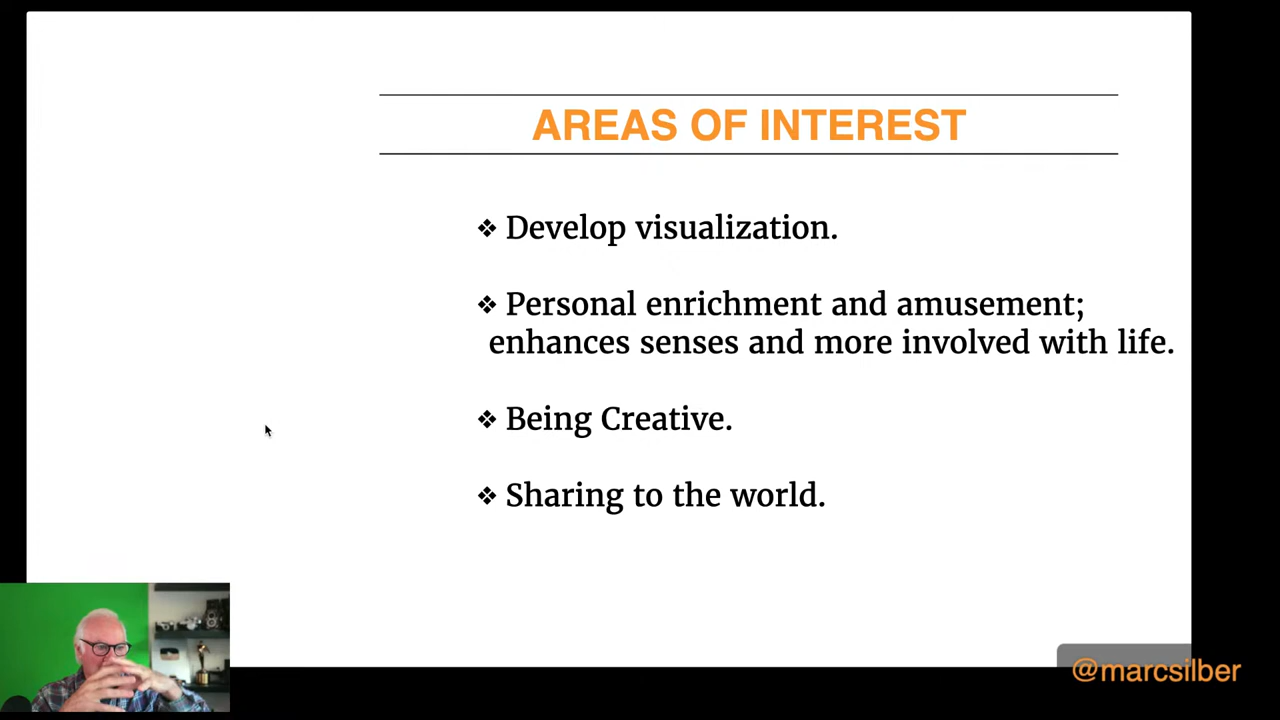 AREAS OF INTEREST
❖ Develop visualization.
❖ Personal enrichment and amusement;
enhances senses and more involved with life.
❖ Being Creative.
❖ Sharing to the world.
@marcsilber